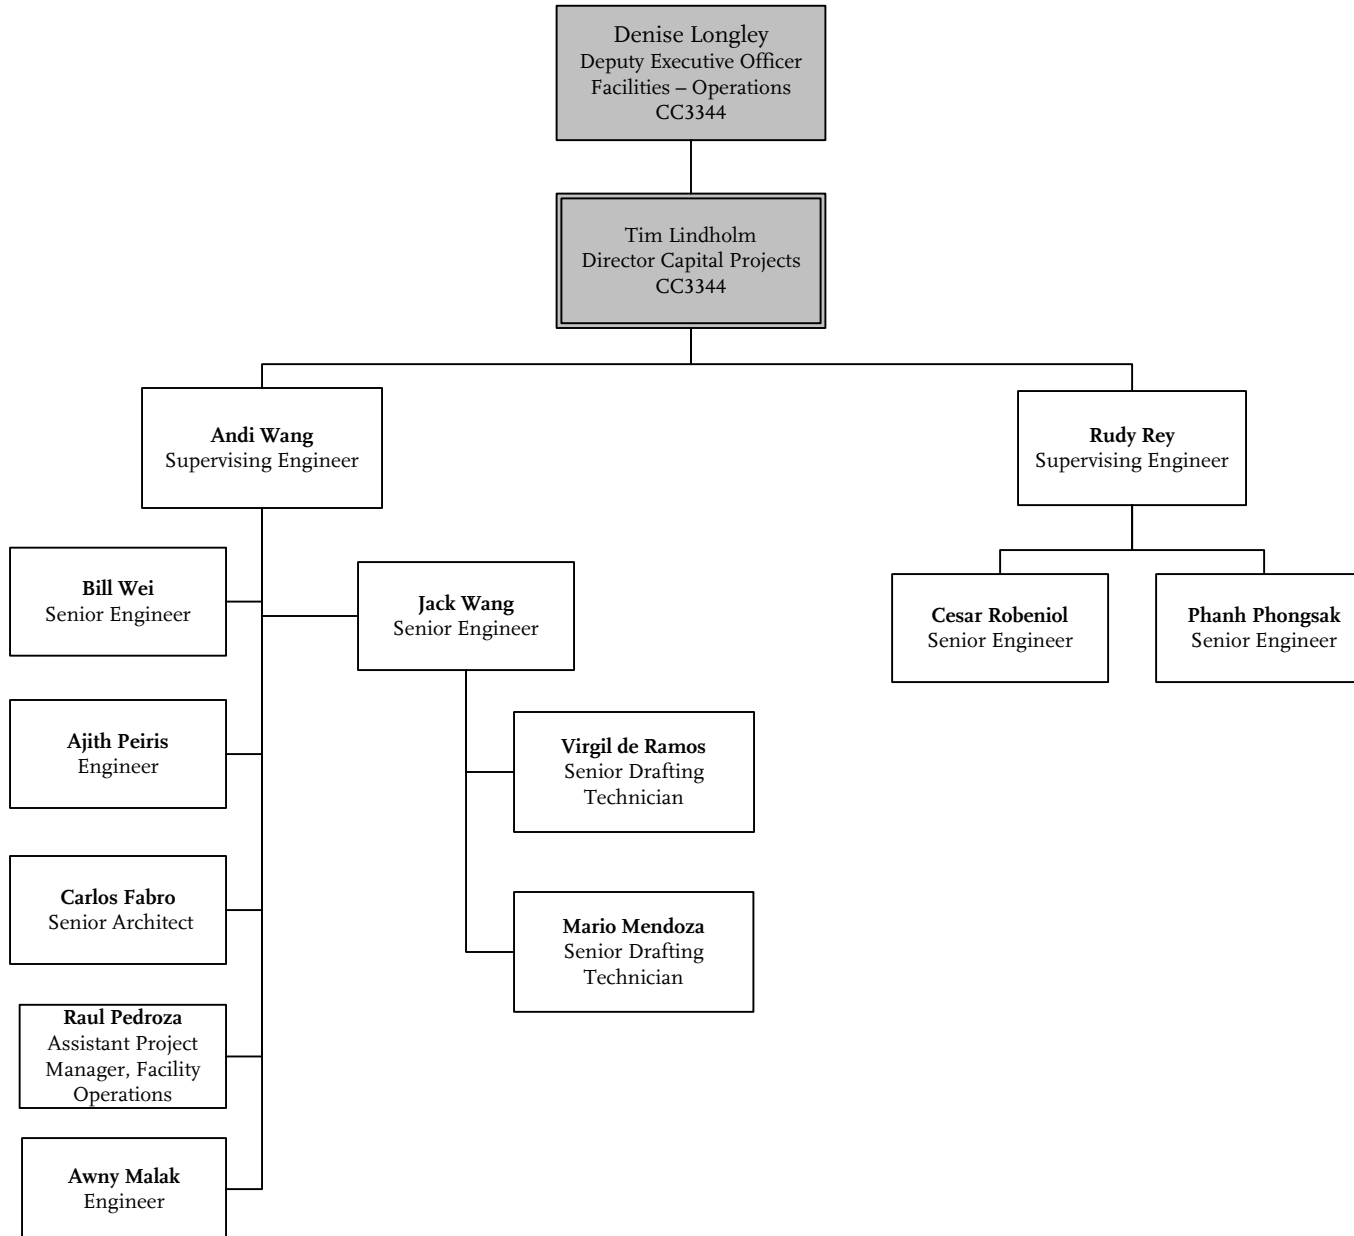 Denise Longley
Deputy Executive Officer
Facilities – Operations
CC3344
Tim Lindholm
Director Capital Projects
CC3344
Andi Wang
Supervising Engineer
Rudy Rey
Supervising Engineer
Bill Wei
Senior Engineer
Jack Wang
Senior Engineer
Cesar Robeniol
Senior Engineer
Phanh Phongsak
Senior Engineer
Ajith Peiris
Engineer
Virgil de Ramos
Senior Drafting
Technician
Carlos Fabro
Senior Architect
Mario Mendoza
Senior Drafting
Technician
Raul Pedroza
Assistant Project
Manager, Facility
Operations
Awny Malak
Engineer